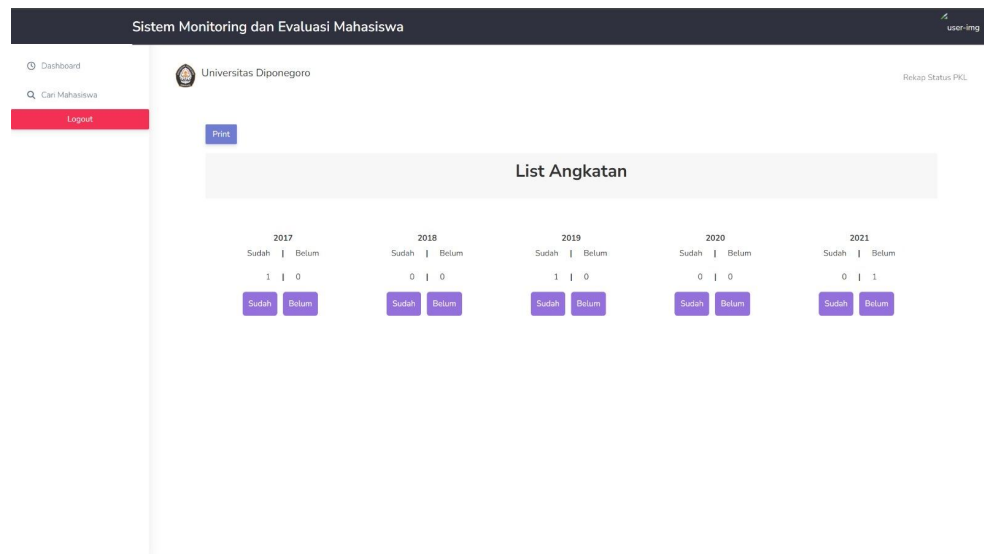 Sistem Monitoring dan Evaluasi Mahasiswa
user-img
Dashboard
Cari Mahasiswa
Logout
Universitas Diponegoro
Rekap Status PKL
Print
List Angkatan
2017 2018 2019 2020 2021
Sudah | Belum Sudah | Belum Sudah | Belum Sudah | Belum Sudah | Belum
1 | 0 0 | 0 1 | 0 0 | 0 0 | 1
Sudah Belum Sudah Belum Sudah Belum Sudah Belum Sudah Belum